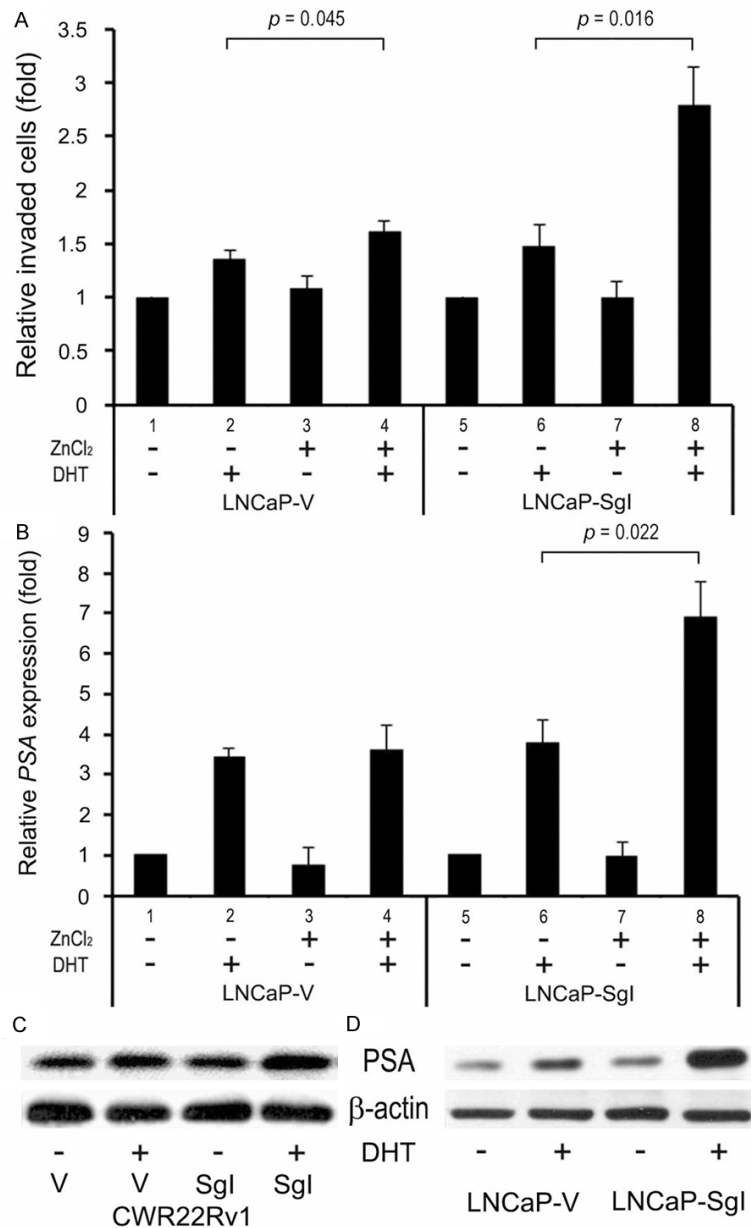 A
Relative invaded cells (fold)
3.5
3
2.5
2
1.5
1
0.5
0
p = 0.045
p = 0.016
1 2 3 4 5 6 7 8
ZnCl₂ - - + + - - + +
DHT - + - + - + - +
LNCaP-V LNCaP-SgI
B
Relative PSA expression (fold)
9
8
7
6
5
4
3
2
1
0
p = 0.022
1 2 3 4 5 6 7 8
ZnCl₂ - - + + - - + +
DHT - + - + - + - +
LNCaP-V LNCaP-SgI
C
- + - +
V V SgI SgI
CWR22Rv1
D
PSA
β-actin
DHT - + - +
LNCaP-V LNCaP-SgI